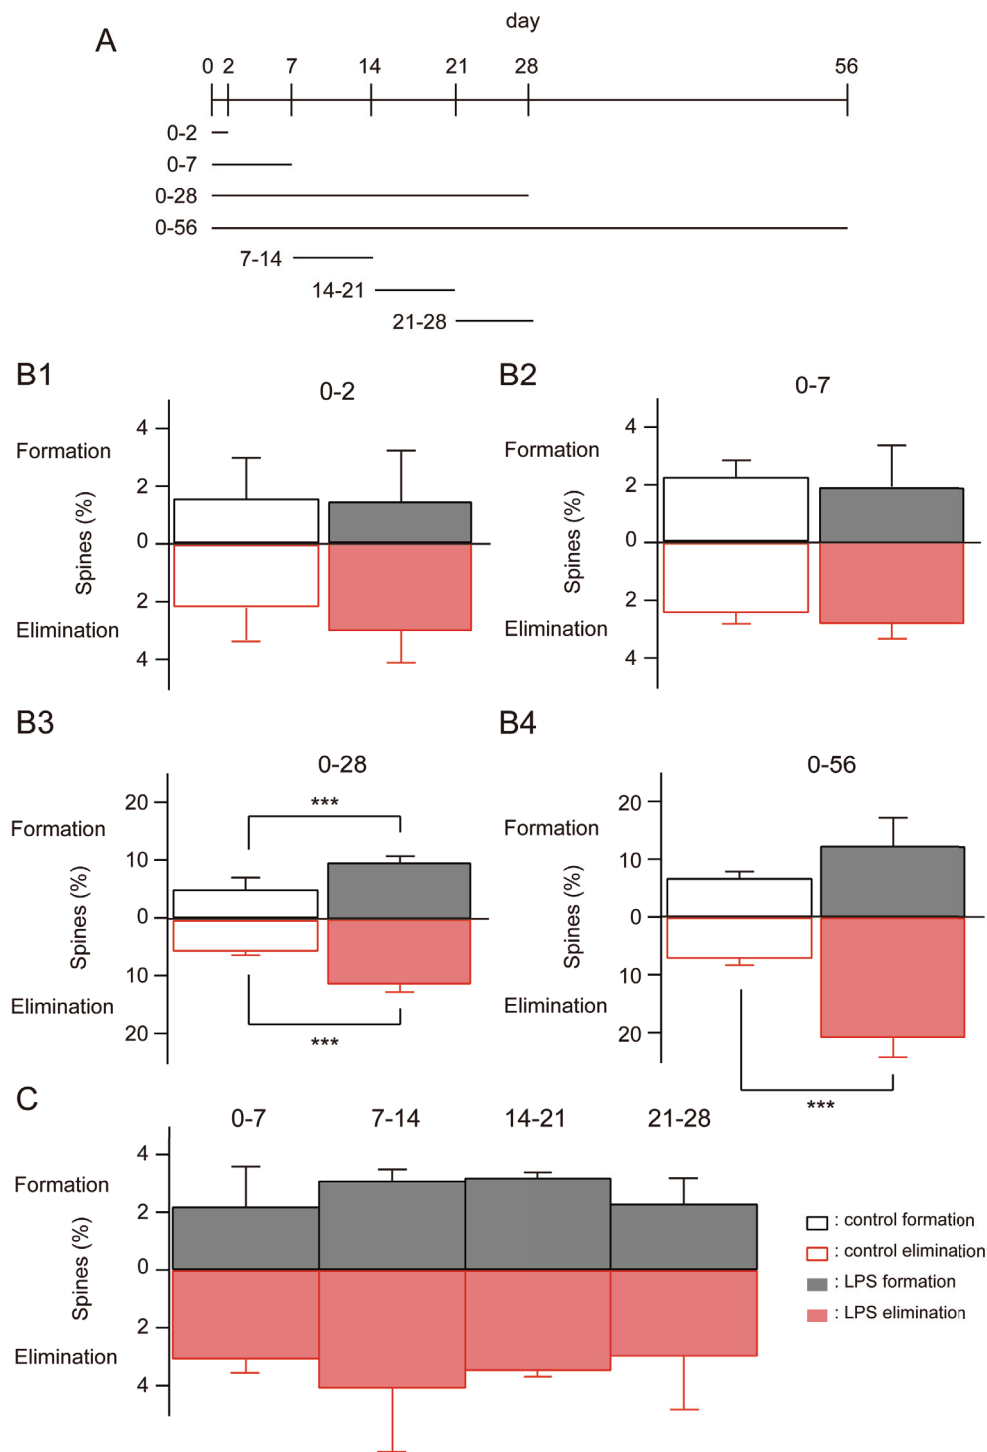 day
A
0 2 7 14 21 28 56
0-2
0-7
0-28
0-56
7-14
14-21
21-28
B1
0-2
Formation
Spines (%)
Elimination
4
2
0
2
4
B2
0-7
Formation
Spines (%)
Elimination
4
2
0
2
4
B3
0-28
Formation
Spines (%)
Elimination
20
10
0
10
20
***
***
B4
0-56
Formation
Spines (%)
Elimination
20
10
0
10
20
***
C
0-7 7-14 14-21 21-28
Formation
Spines (%)
Elimination
4
2
0
2
4
: control formation
: control elimination
: LPS formation
: LPS elimination